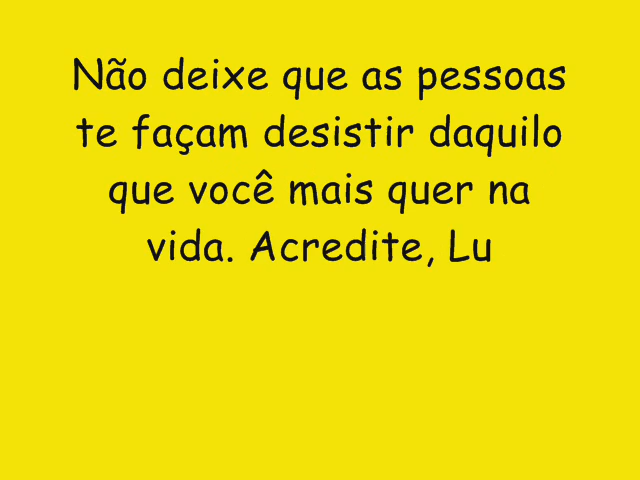 Não deixe que as pessoas
te façam desistir daquilo
que você mais quer na
vida. Acredite, Lu